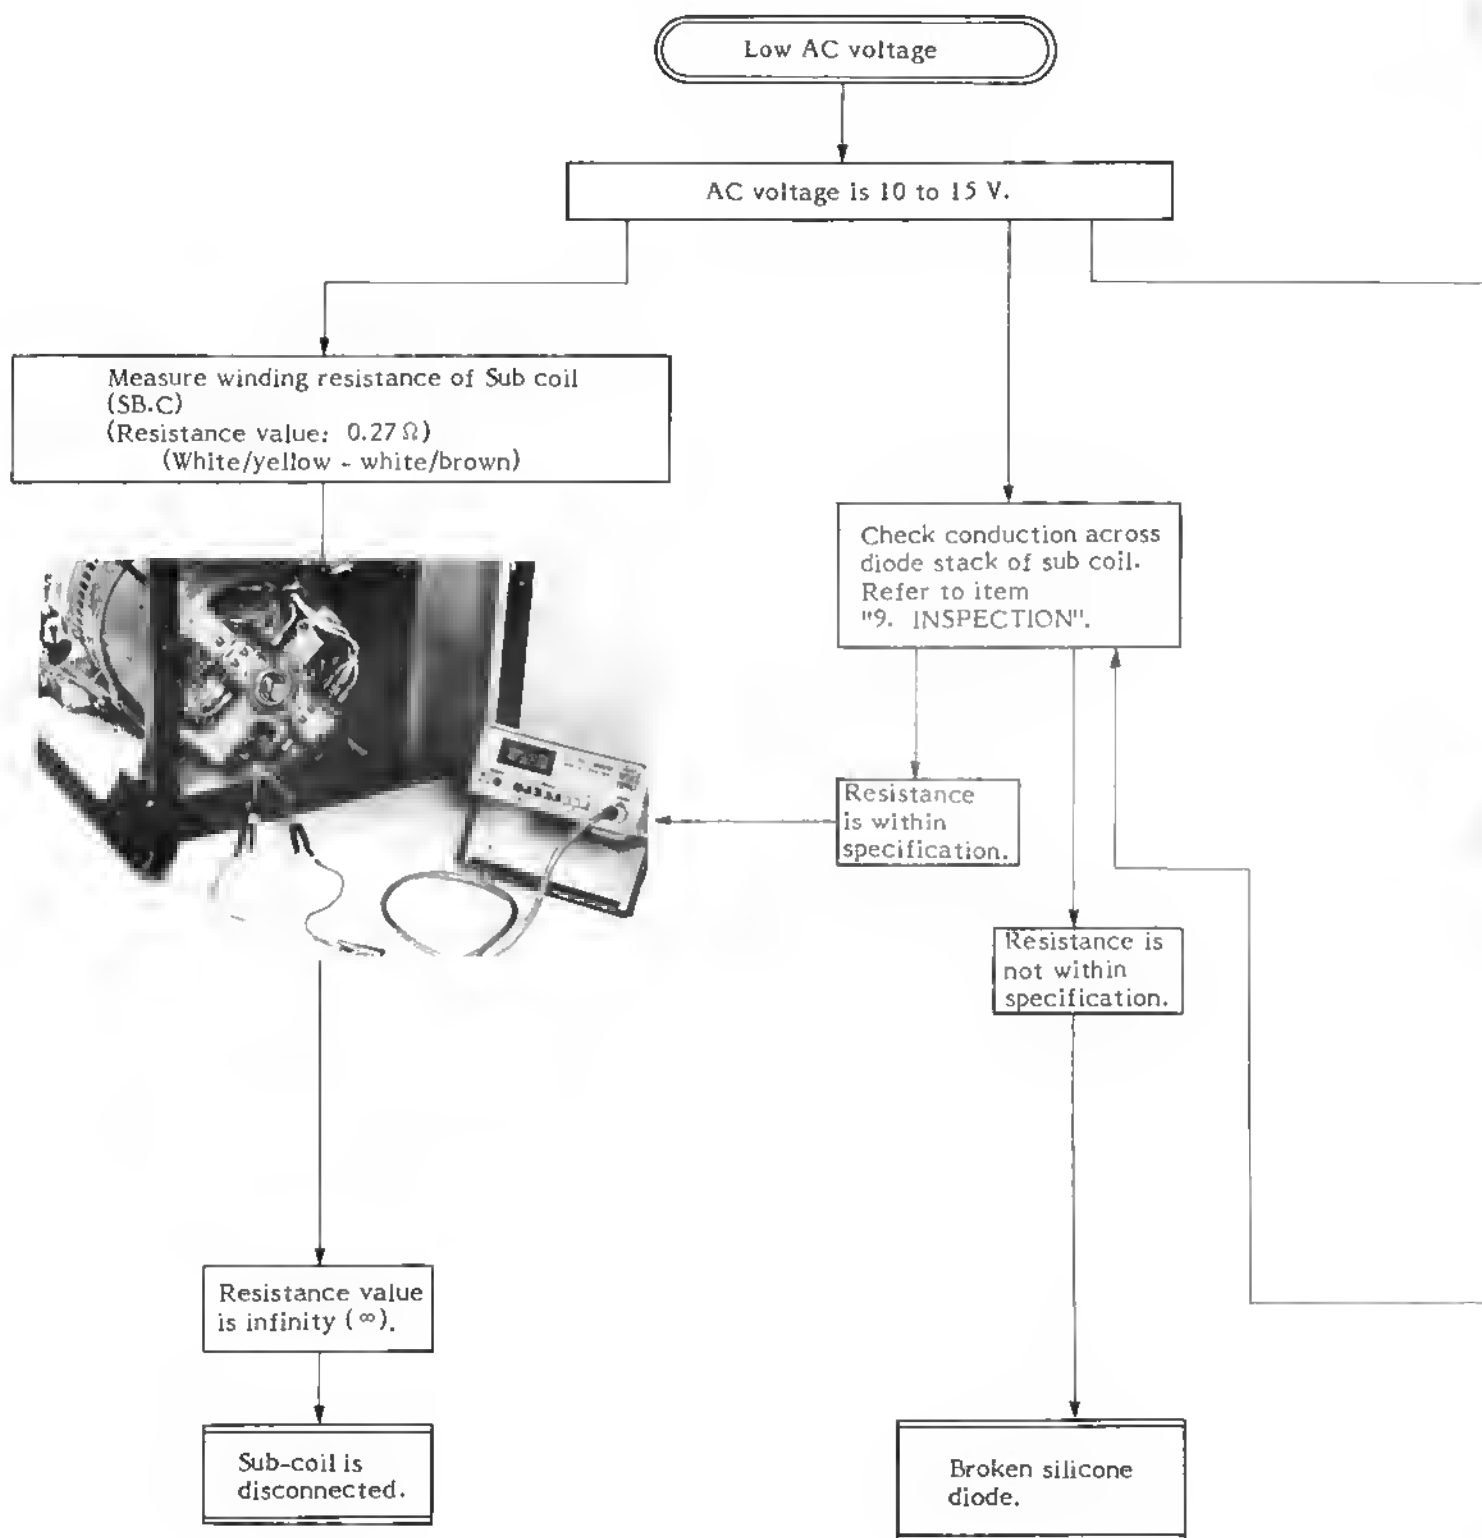 Low AC voltage
AC voltage is 10 to 15 V.
Measure winding resistance of Sub coil
(SB.C)
(Resistance value: 0.27 Ω)
(White/yellow - white/brown)
Check conduction across
diode stack of sub coil.
Refer to item
"9. INSPECTION".
Resistance
is within
specification.
Resistance is
not within
specification.
Resistance value
is infinity (∞).
Sub-coil is
disconnected.
Broken silicone
diode.